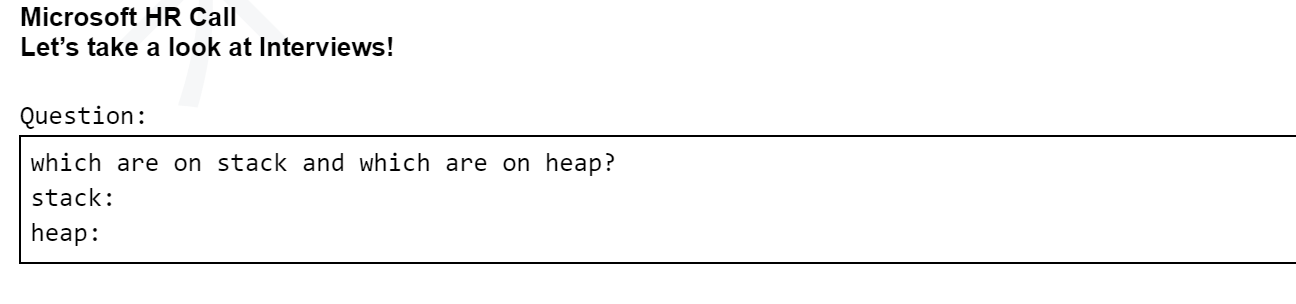 Microsoft HR Call
Let’s take a look at Interviews!
Question:
which are on stack and which are on heap?
stack:
heap: